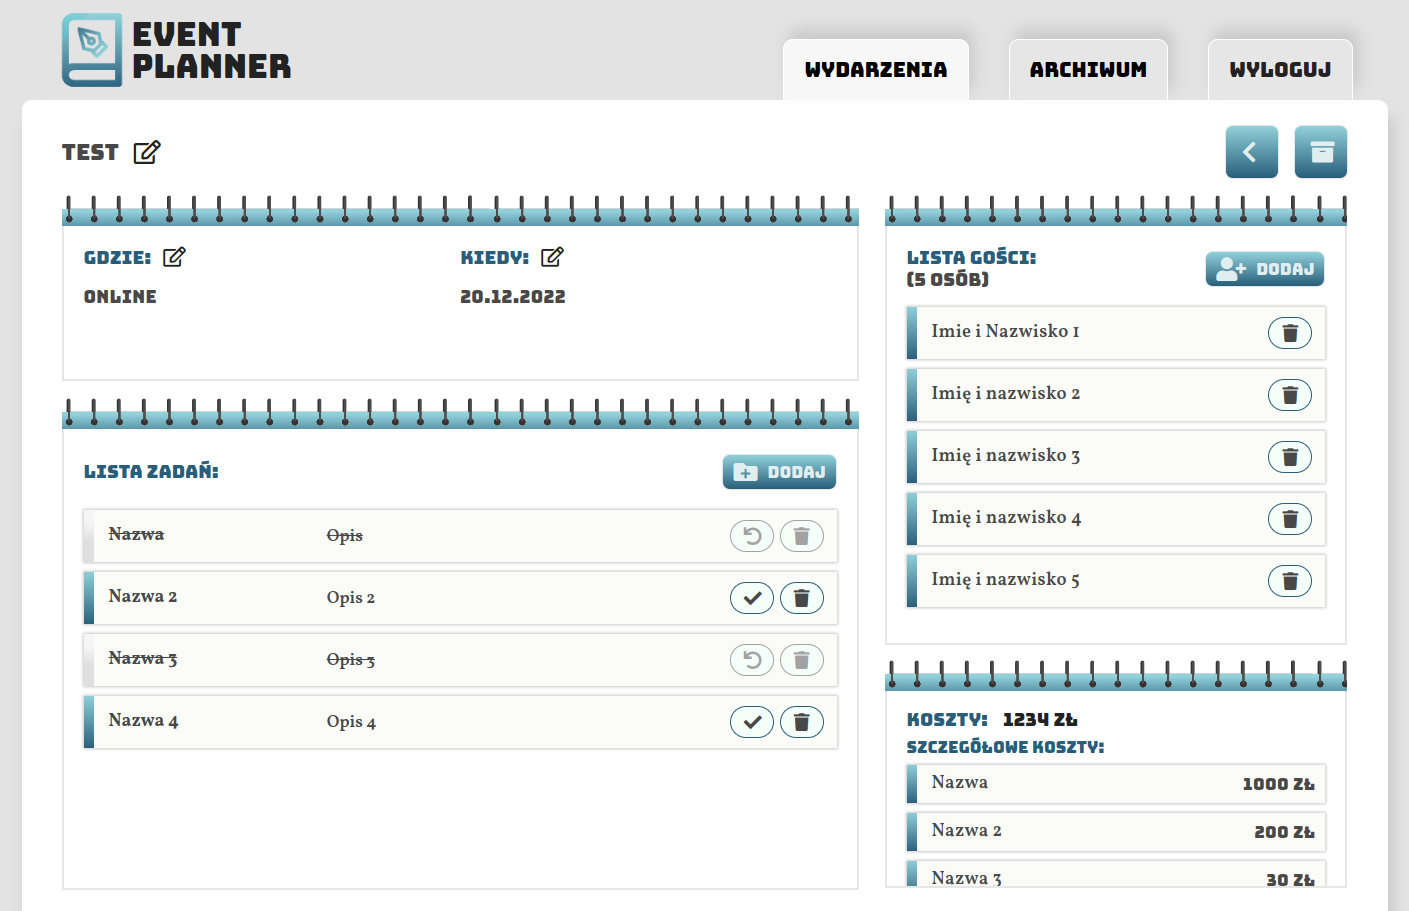 EVENT
PLANNER
WYDARZENIA
ARCHIWUM
WYLOGUJ
TEST
GDZIE:
KIEDY:
ONLINE
20.12.2022
LISTA ZADAŃ:
DODAJ
Nazwa Opis
Nazwa 2 Opis 2
Nazwa 3 Opis 3
Nazwa 4 Opis 4
LISTA GOŚCI:
(5 OSÓB)
DODAJ
Imie i Nazwisko 1
Imię i nazwisko 2
Imię i nazwisko 3
Imię i nazwisko 4
Imię i nazwisko 5
KOSZTY: 1234 ZŁ
SZCZEGÓŁOWE KOSZTY:
Nazwa 1000 ZŁ
Nazwa 2 200 ZŁ
Nazwa 3 30 ZŁ